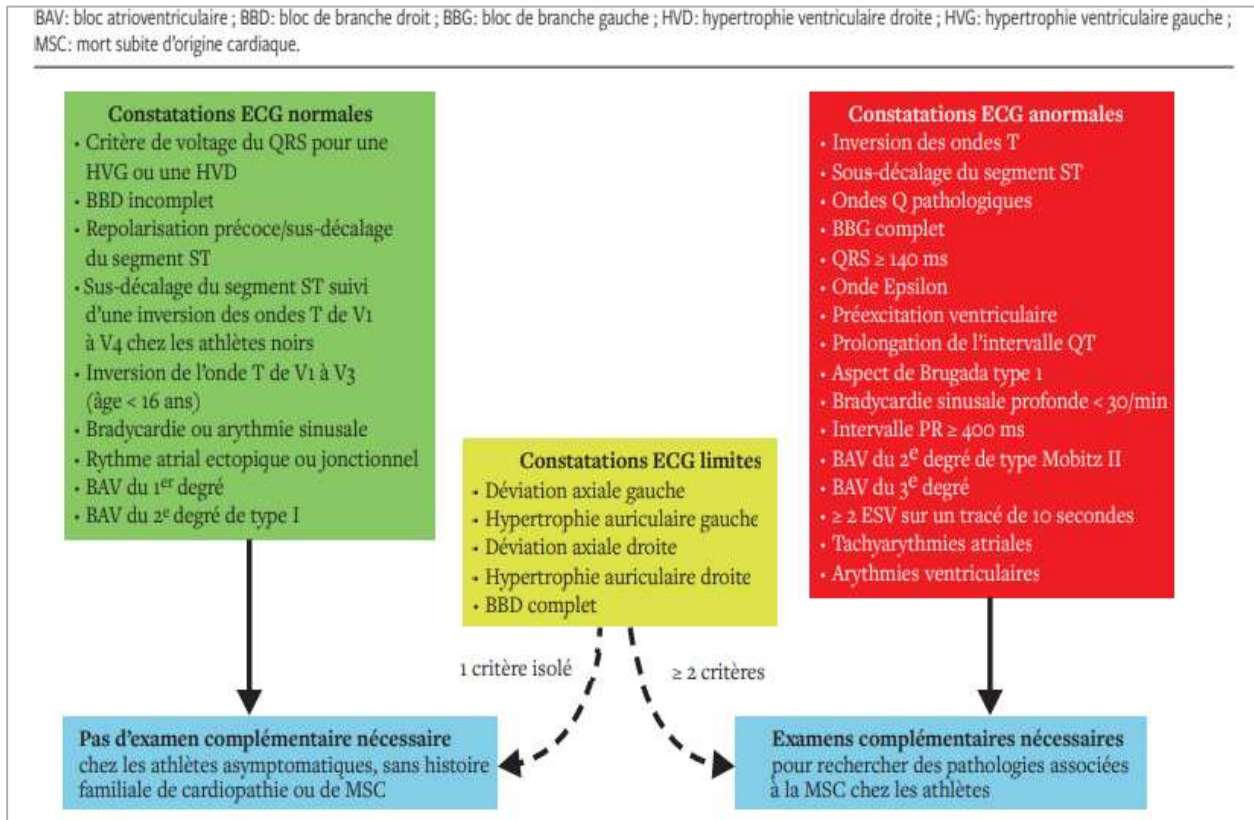 BAV: bloc atrioventriculaire ; BBD: bloc de branche droit ; BBG: bloc de branche gauche ; HVD: hypertrophie ventriculaire droite ; HVG: hypertrophie ventriculaire gauche ;
MSC: mort subite d'origine cardiaque.
Constatations ECG normales
• Critère de voltage du QRS pour une
HVG ou une HVD
• BBD incomplet
• Repolarisation précoce/sus-décalage
du segment ST
• Sus-décalage du segment ST suivi
d'une inversion des ondes T de V1
à V4 chez les athlètes noirs
• Inversion de l'onde T de V1 à V3
(âge < 16 ans)
• Bradycardie ou arythmie sinusale
• Rythme atrial ectopique ou jonctionnel
• BAV du 1er degré
• BAV du 2e degré de type I
Constatations ECG limites
• Déviation axiale gauche
• Hypertrophie auriculaire gauche
• Déviation axiale droite
• Hypertrophie auriculaire droite
• BBD complet
Constatations ECG anormales
• Inversion des ondes T
• Sous-décalage du segment ST
• Ondes Q pathologiques
• BBG complet
• QRS ≥ 140 ms
• Onde Epsilon
• Préexcitation ventriculaire
• Prolongation de l'intervalle QT
• Aspect de Brugada type 1
• Bradycardie sinusale profonde < 30/min
• Intervalle PR ≥ 400 ms
• BAV du 2e degré de type Mobitz II
• BAV du 3e degré
• ≥ 2 ESV sur un tracé de 10 secondes
• Tachyarythmies atriales
• Arythmies ventriculaires
1 critère isolé
≥ 2 critères
Pas d'examen complémentaire nécessaire
chez les athlètes asymptomatiques, sans histoire
familiale de cardiopathie ou de MSC
Examens complémentaires nécessaires
pour rechercher des pathologies associées
à la MSC chez les athlètes